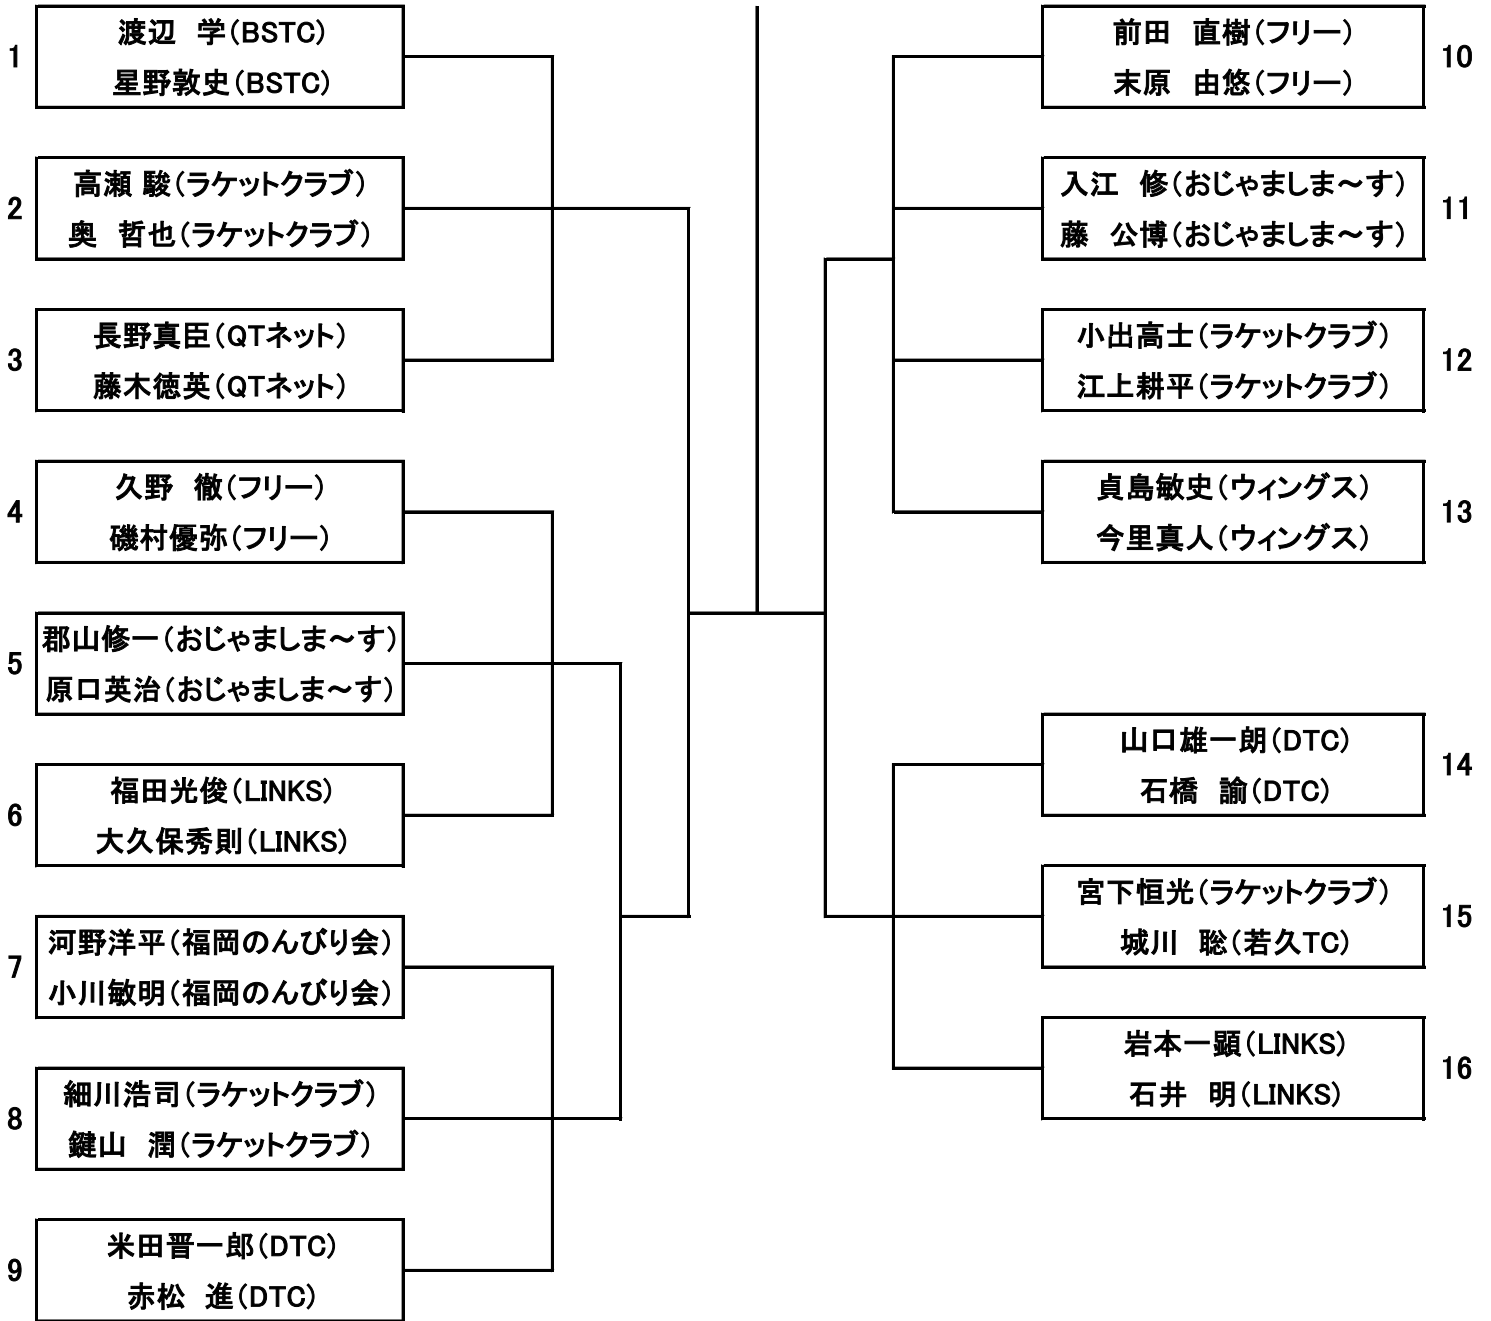 1
渡辺　学(BSTC)
星野敦史(BSTC)
2
高瀬 駿(ラケットクラブ)
奥　哲也(ラケットクラブ)
3
長野真臣(QTネット)
藤木徳英(QTネット)
4
久野　徹(フリー)
磯村優弥(フリー)
5
郡山修一(おじゃましま～す)
原口英治(おじゃましま～す)
6
福田光俊(LINKS)
大久保秀則(LINKS)
7
河野洋平(福岡のんびり会)
小川敏明(福岡のんびり会)
8
細川浩司(ラケットクラブ)
鍵山　潤(ラケットクラブ)
9
米田晋一郎(DTC)
赤松　進(DTC)
前田　直樹(フリー)
末原　由悠(フリー)
10
入江　修(おじゃましま～す)
藤　公博(おじゃましま～す)
11
小出高士(ラケットクラブ)
江上耕平(ラケットクラブ)
12
貞島敏史(ウィングス)
今里真人(ウィングス)
13
山口雄一朗(DTC)
石橋　諭(DTC)
14
宮下恒光(ラケットクラブ)
城川　聡(若久TC)
15
岩本一顕(LINKS)
石井　明(LINKS)
16